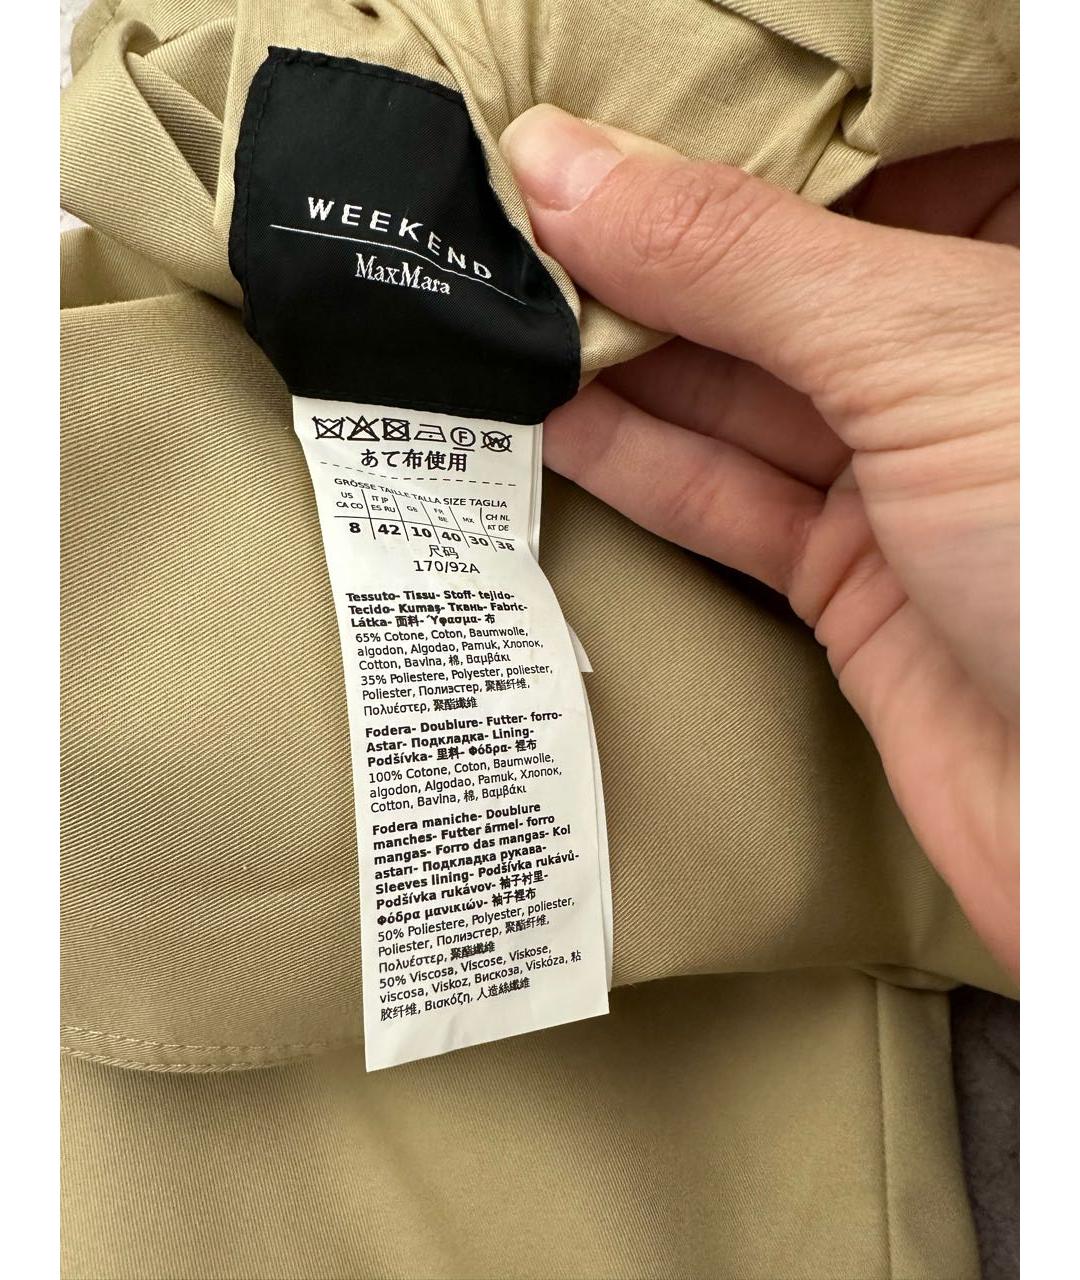 WEEKEND
MaxMara
F W
あて布使用
GRÖSSE TAILLE TALLA SIZE TAGLIA
US CA CO IT JP ES RU GB FR BE MX CH NL AT DE
8 42 10 40 30 38
尺码
170/92A
Tessuto- Tissu- Stoff- tejido-
Tecido- Kumaş- Ткань- Fabric-
Látka- 面料- Ύφασμα- 布
65% Cotone, Coton, Baumwolle,
algodon, Algodao, Pamuk, Хлопок,
Cotton, Bavlna, 棉, Βαμβάκι
35% Poliestere, Polyester, poliester,
Poliester, Полиэстер, 聚酯纤维,
Πολυέστερ, 聚酯纖維
Fodera- Doublure- Futter- forro-
Astar- Подкладка- Lining-
Podšívka- 里料- Φόδρα- 裡布
100% Cotone, Coton, Baumwolle,
algodon, Algodao, Pamuk, Хлопок,
Cotton, Bavlna, 棉, Βαμβάκι
Fodera maniche- Doublure
manches- Futter ärmel- forro
mangas- Forro das mangas- Kol
astarı- Подкладка рукава-
Sleeves lining- Podšívka rukávů-
Podšívka rukávov- 袖子衬里-
Φόδρα μανικιών- 袖子裡布
50% Poliestere, Polyester, poliester,
Poliester, Полиэстер, 聚酯纤维,
Πολυέστερ, 聚酯纖維
50% Viscosa, Viscose, Viskose,
viscosa, Viskoz, Вискоза, Viskóza, 粘
胶纤维, Βισκόζη, 人造絲纖維